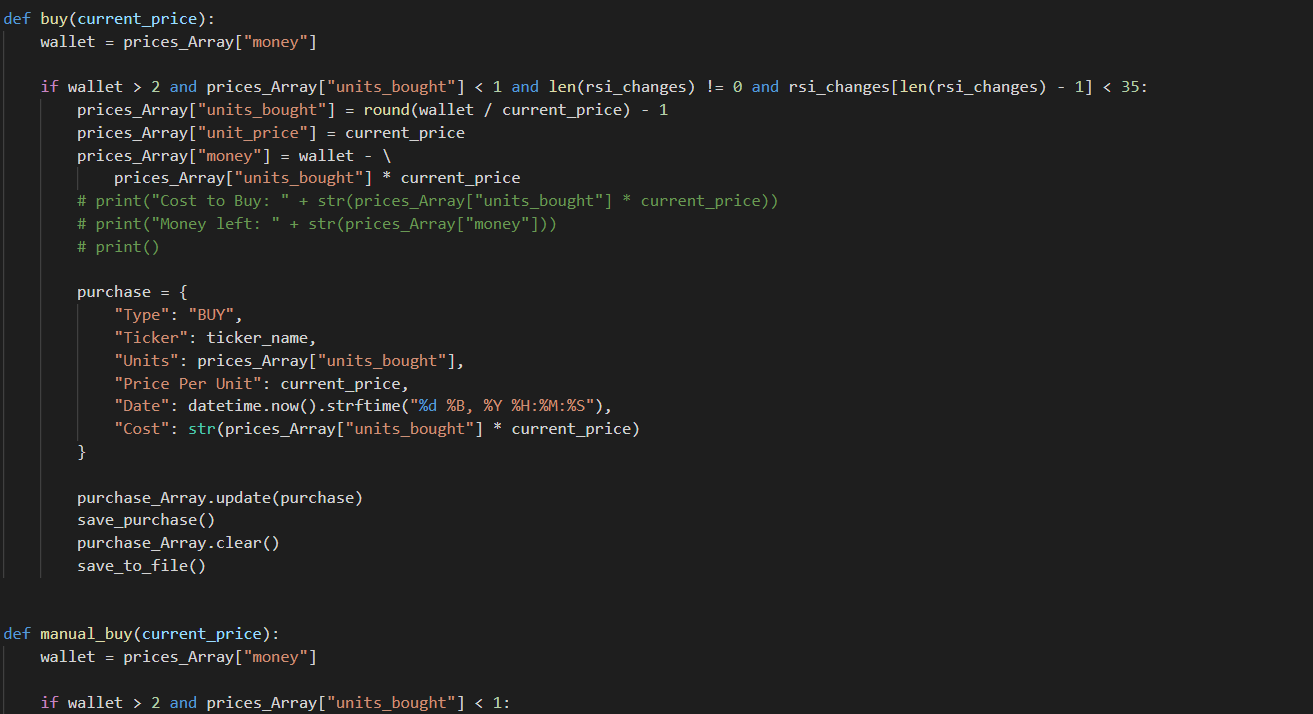 def buy(current_price):
    wallet = prices_Array["money"]

    if wallet > 2 and prices_Array["units_bought"] < 1 and len(rsi_changes) != 0 and rsi_changes[len(rsi_changes) - 1] < 35:
        prices_Array["units_bought"] = round(wallet / current_price) - 1
        prices_Array["unit_price"] = current_price
        prices_Array["money"] = wallet - \
            prices_Array["units_bought"] * current_price
        # print("Cost to Buy: " + str(prices_Array["units_bought"] * current_price))
        # print("Money left: " + str(prices_Array["money"]))
        # print()

        purchase = {
            "Type": "BUY",
            "Ticker": ticker_name,
            "Units": prices_Array["units_bought"],
            "Price Per Unit": current_price,
            "Date": datetime.now().strftime("%d %B, %Y %H:%M:%S"),
            "Cost": str(prices_Array["units_bought"] * current_price)
        }

        purchase_Array.update(purchase)
        save_purchase()
        purchase_Array.clear()
        save_to_file()


def manual_buy(current_price):
    wallet = prices_Array["money"]

    if wallet > 2 and prices_Array["units_bought"] < 1: